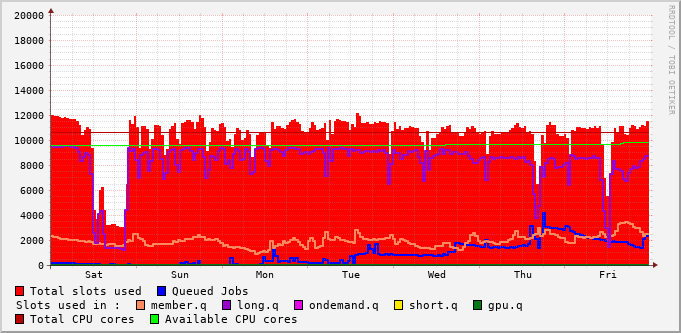 20000
18000
16000
14000
12000
10000
8000
6000
4000
2000
0
Sat Sun Mon Tue Wed Thu Fri
RRDTOOL / TOBI OETIKER
Total slots used Queued Jobs
Slots used in : member.q long.q ondemand.q short.q gpu.q
Total CPU cores Available CPU cores